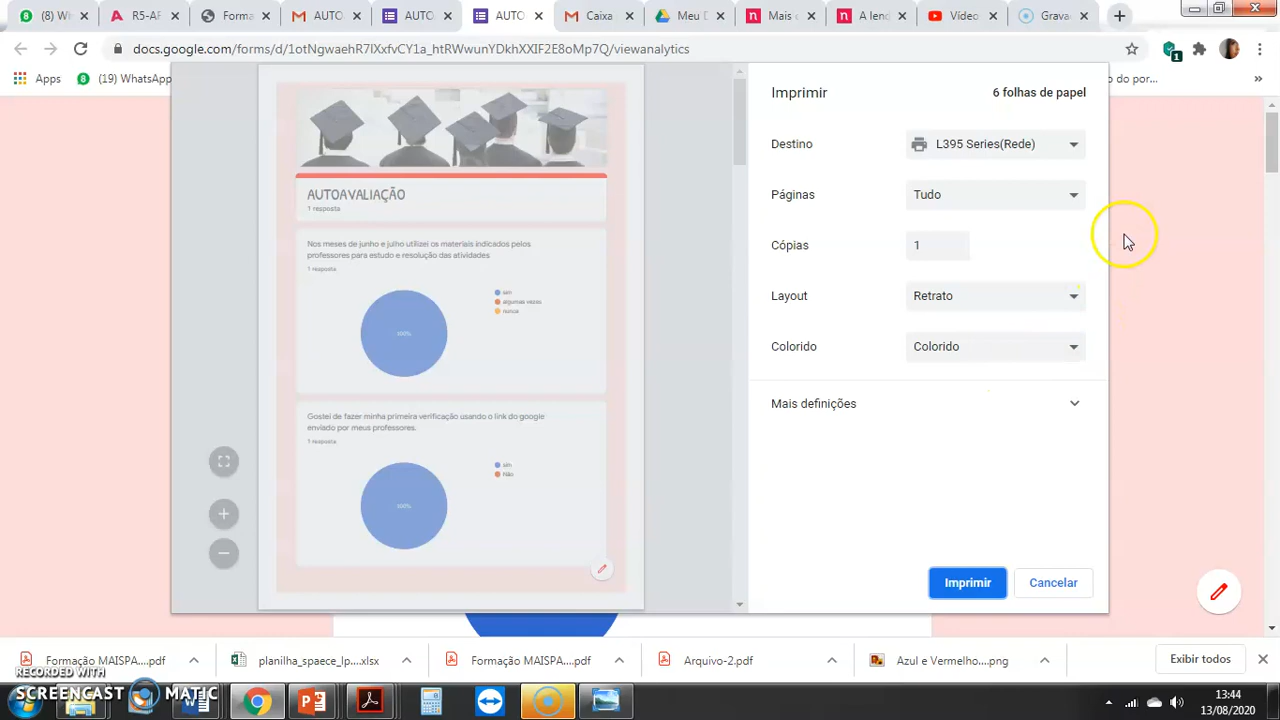 (8) Wh
R5-AF
Forma
AUTO
AUTO
AUTO
Caixa
Meu D
Mais c
A lend
Vídeo
Grava
docs.google.com/forms/d/1otNgwaehR7lXxfvCY1a_htRWwunYDkhXXIF2E8oMp7Q/viewanalytics
1
Apps
8
(19) WhatsApp
do por...
»
Imprimir
6 folhas de papel
Destino
L395 Series(Rede)
Páginas
Tudo
Cópias
1
Layout
Retrato
Colorido
Colorido
Mais definições
Imprimir
Cancelar
AUTOAVALIAÇÃO
1 resposta
Nos meses de junho e julho utilizei os materiais indicados pelos
professores para estudo e resolução das atividades
1 resposta
100%
sim
algumas vezes
nunca
Gostei de fazer minha primeira verificação usando o link do google
enviado por meus professores.
1 resposta
100%
sim
Não
Formação MAISPA....pdf
planilha_spaece_lp....xlsx
Formação MAISPA....pdf
Arquivo-2.pdf
Azul e Vermelho....png
Exibir todos
RECORDED WITH
SCREENCAST MATIC
13:44
13/08/2020